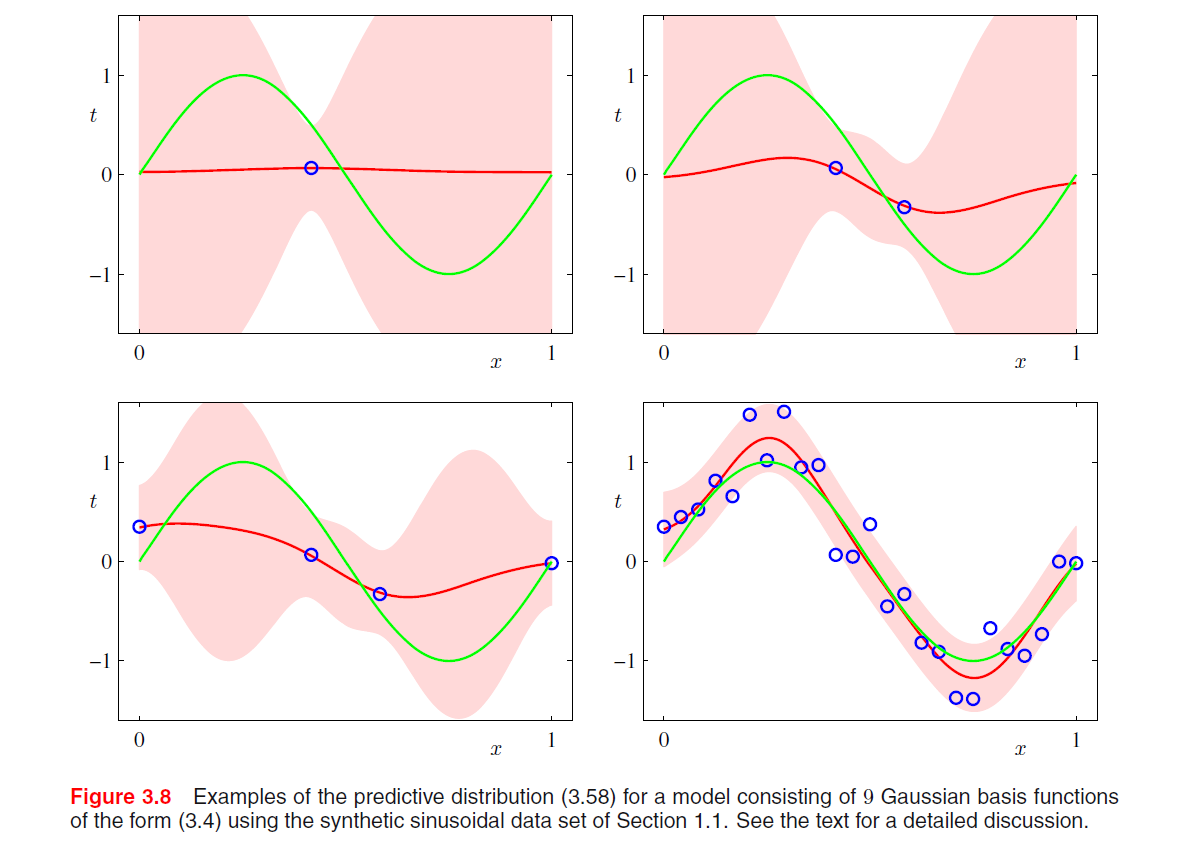 1
t
0
−1
0
x
1
1
t
0
−1
0
x
1
1
t
0
−1
0
x
1
1
t
0
−1
0
x
1
Figure 3.8 Examples of the predictive distribution (3.58) for a model consisting of 9 Gaussian basis functions
of the form (3.4) using the synthetic sinusoidal data set of Section 1.1. See the text for a detailed discussion.